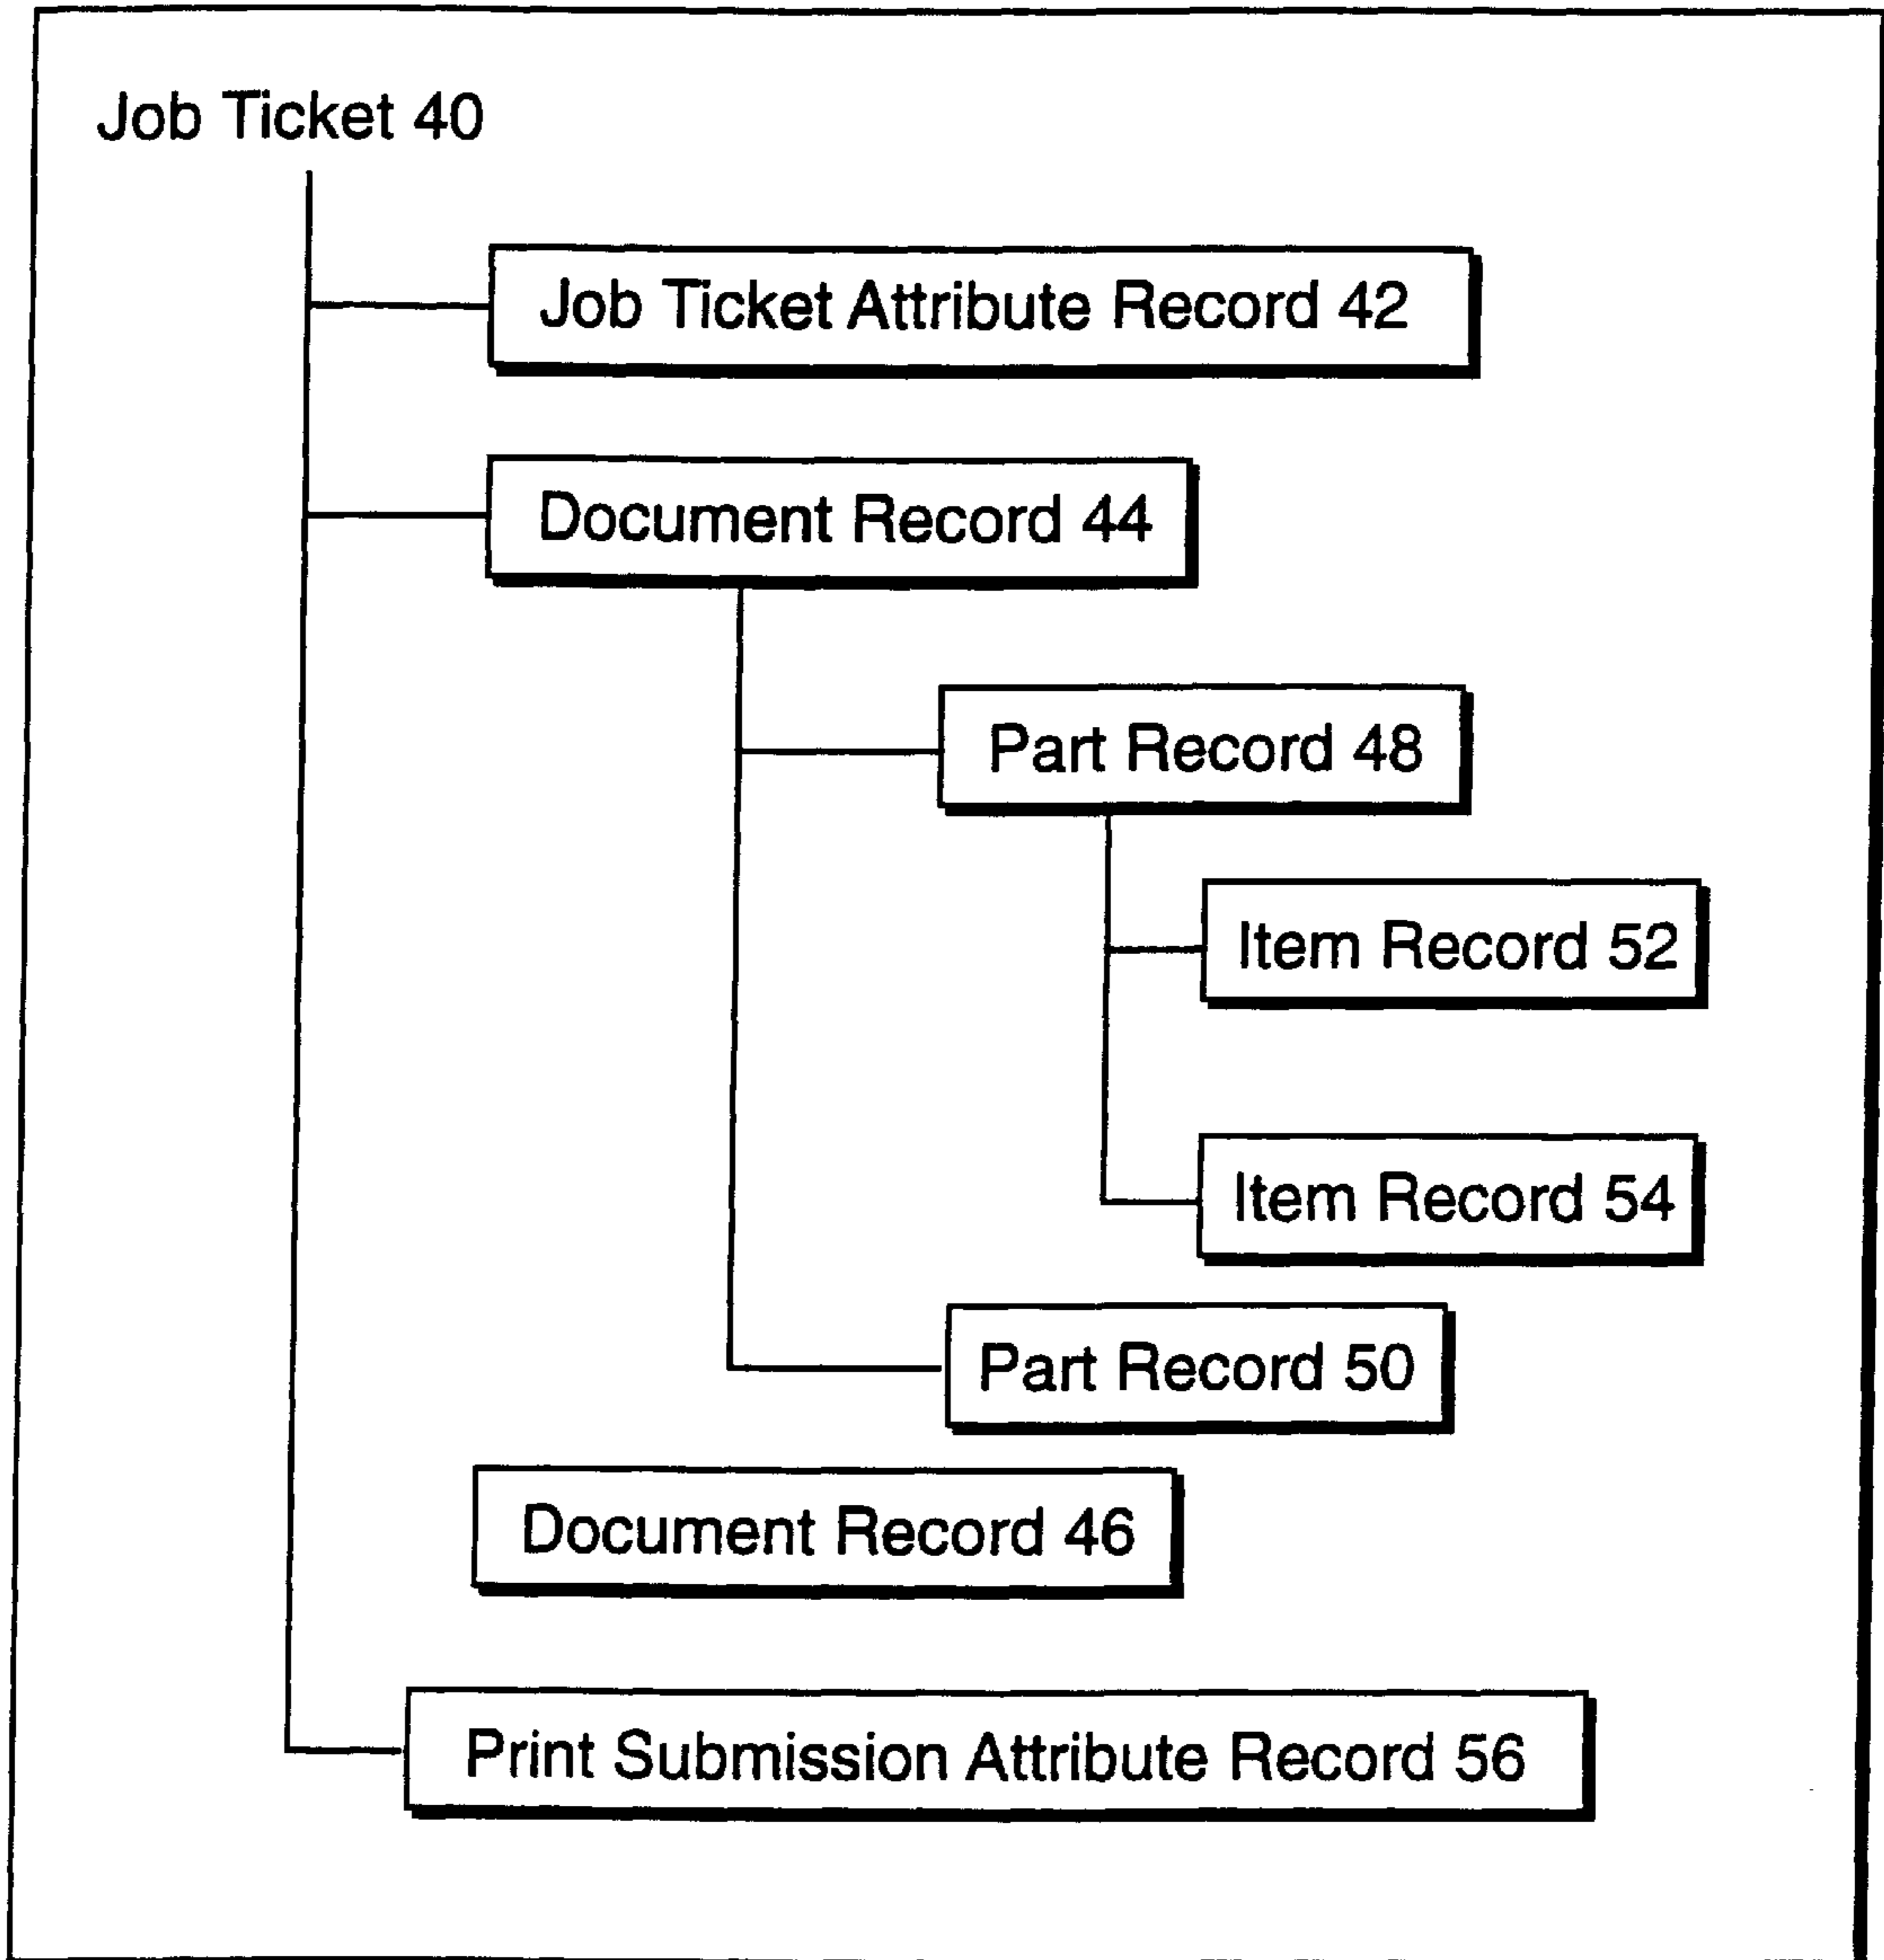 Job Ticket 40
Job Ticket Attribute Record 42
Document Record 44
Part Record 48
Item Record 52
Item Record 54
Part Record 50
Document Record 46
Print Submission Attribute Record 56